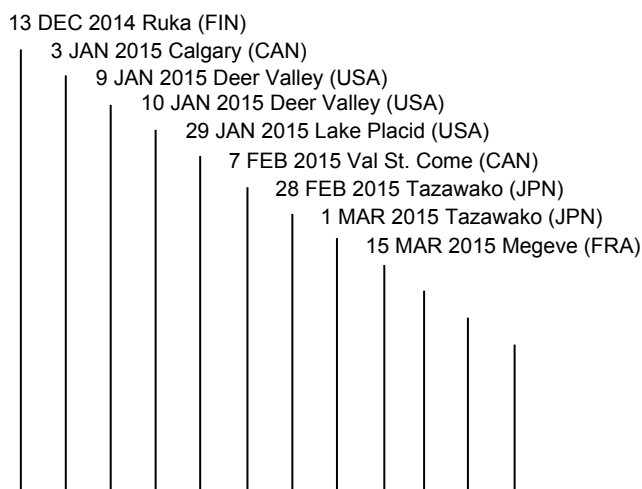 13 DEC 2014 Ruka (FIN)
3 JAN 2015 Calgary (CAN)
9 JAN 2015 Deer Valley (USA)
10 JAN 2015 Deer Valley (USA)
29 JAN 2015 Lake Placid (USA)
7 FEB 2015 Val St. Come (CAN)
28 FEB 2015 Tazawako (JPN)
1 MAR 2015 Tazawako (JPN)
15 MAR 2015 Megeve (FRA)